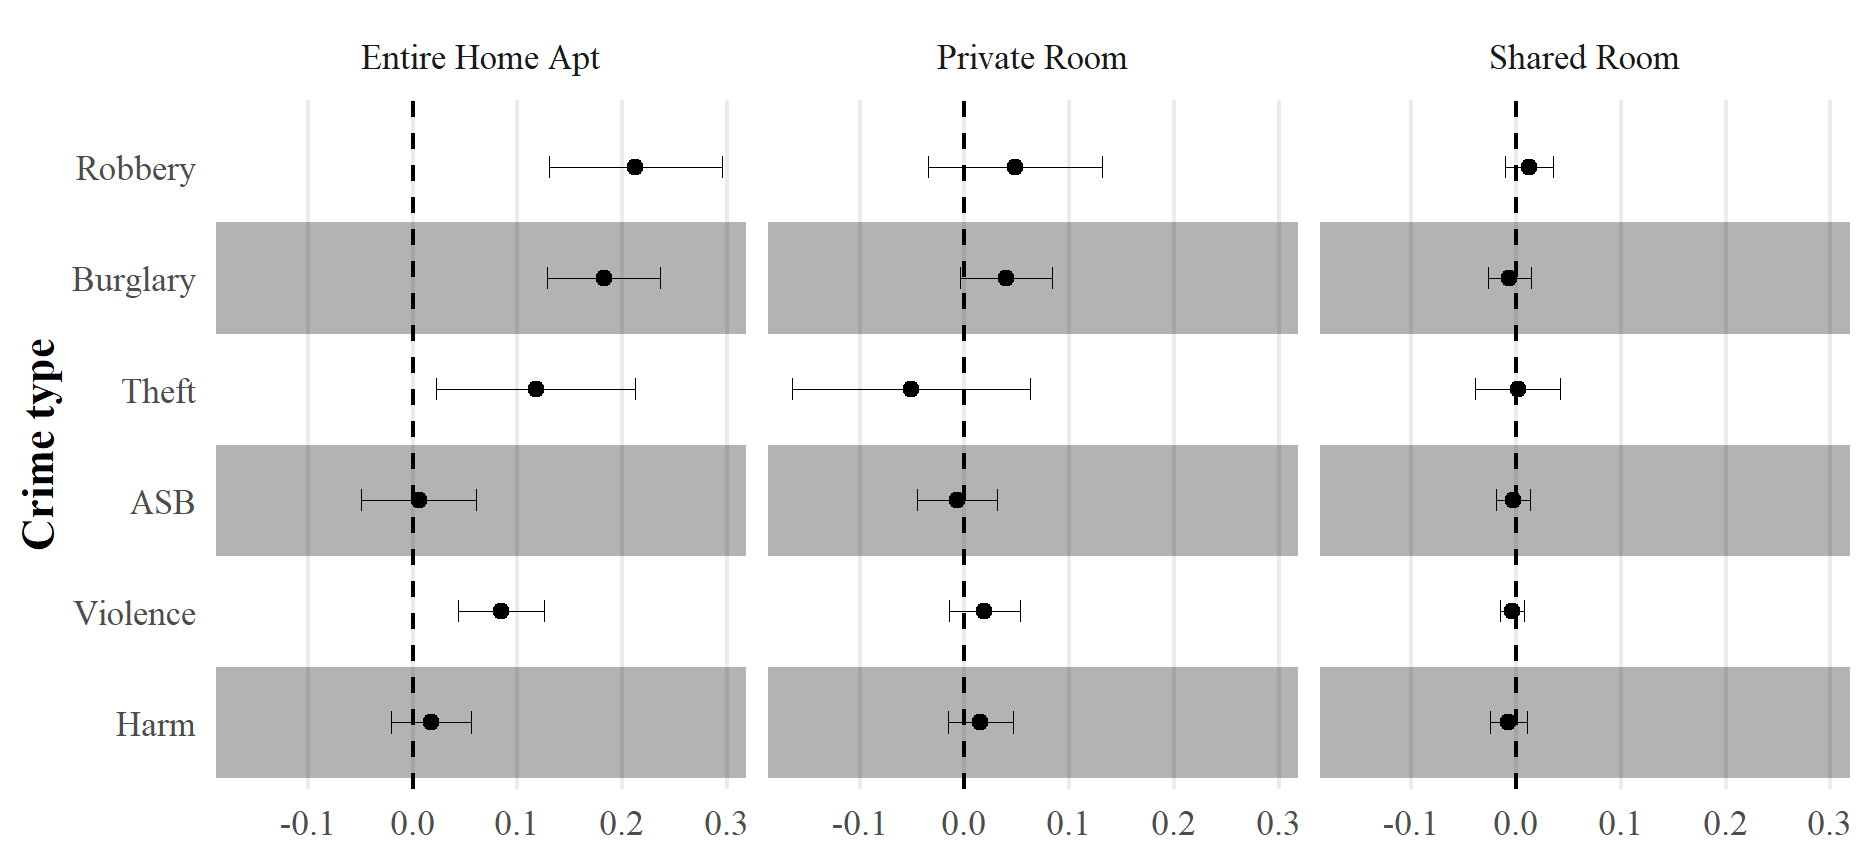 Entire Home Apt Private Room Shared Room
Crime type
Robbery
Burglary
Theft
ASB
Violence
Harm
-0.1 0.0 0.1 0.2 0.3 -0.1 0.0 0.1 0.2 0.3 -0.1 0.0 0.1 0.2 0.3